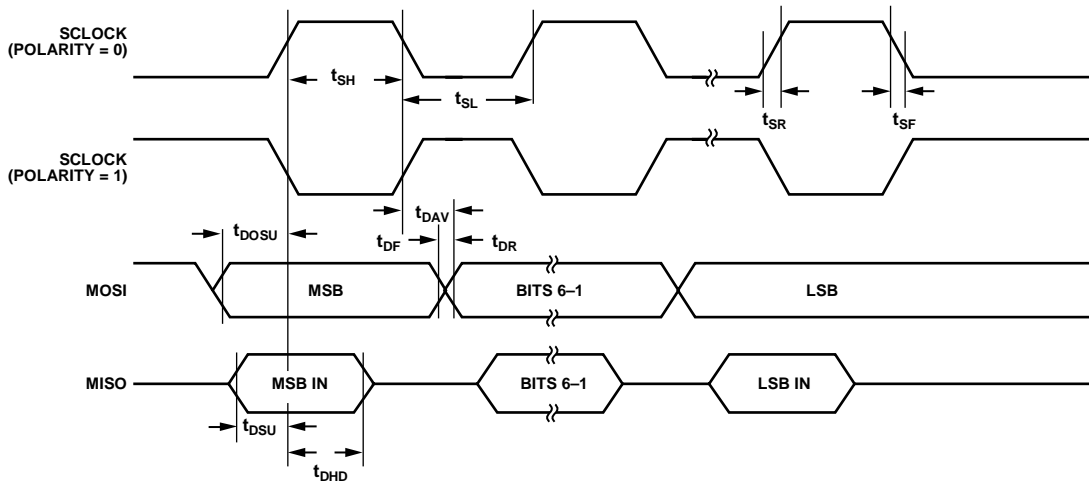 SCLOCK
(POLARITY = 0)
tSH
tSL
tSR
tSF
SCLOCK
(POLARITY = 1)
tDAV
tDOSU
tDF
tDR
MOSI
MSB
BITS 6–1
LSB
MISO
MSB IN
BITS 6–1
LSB IN
tDSU
tDHD